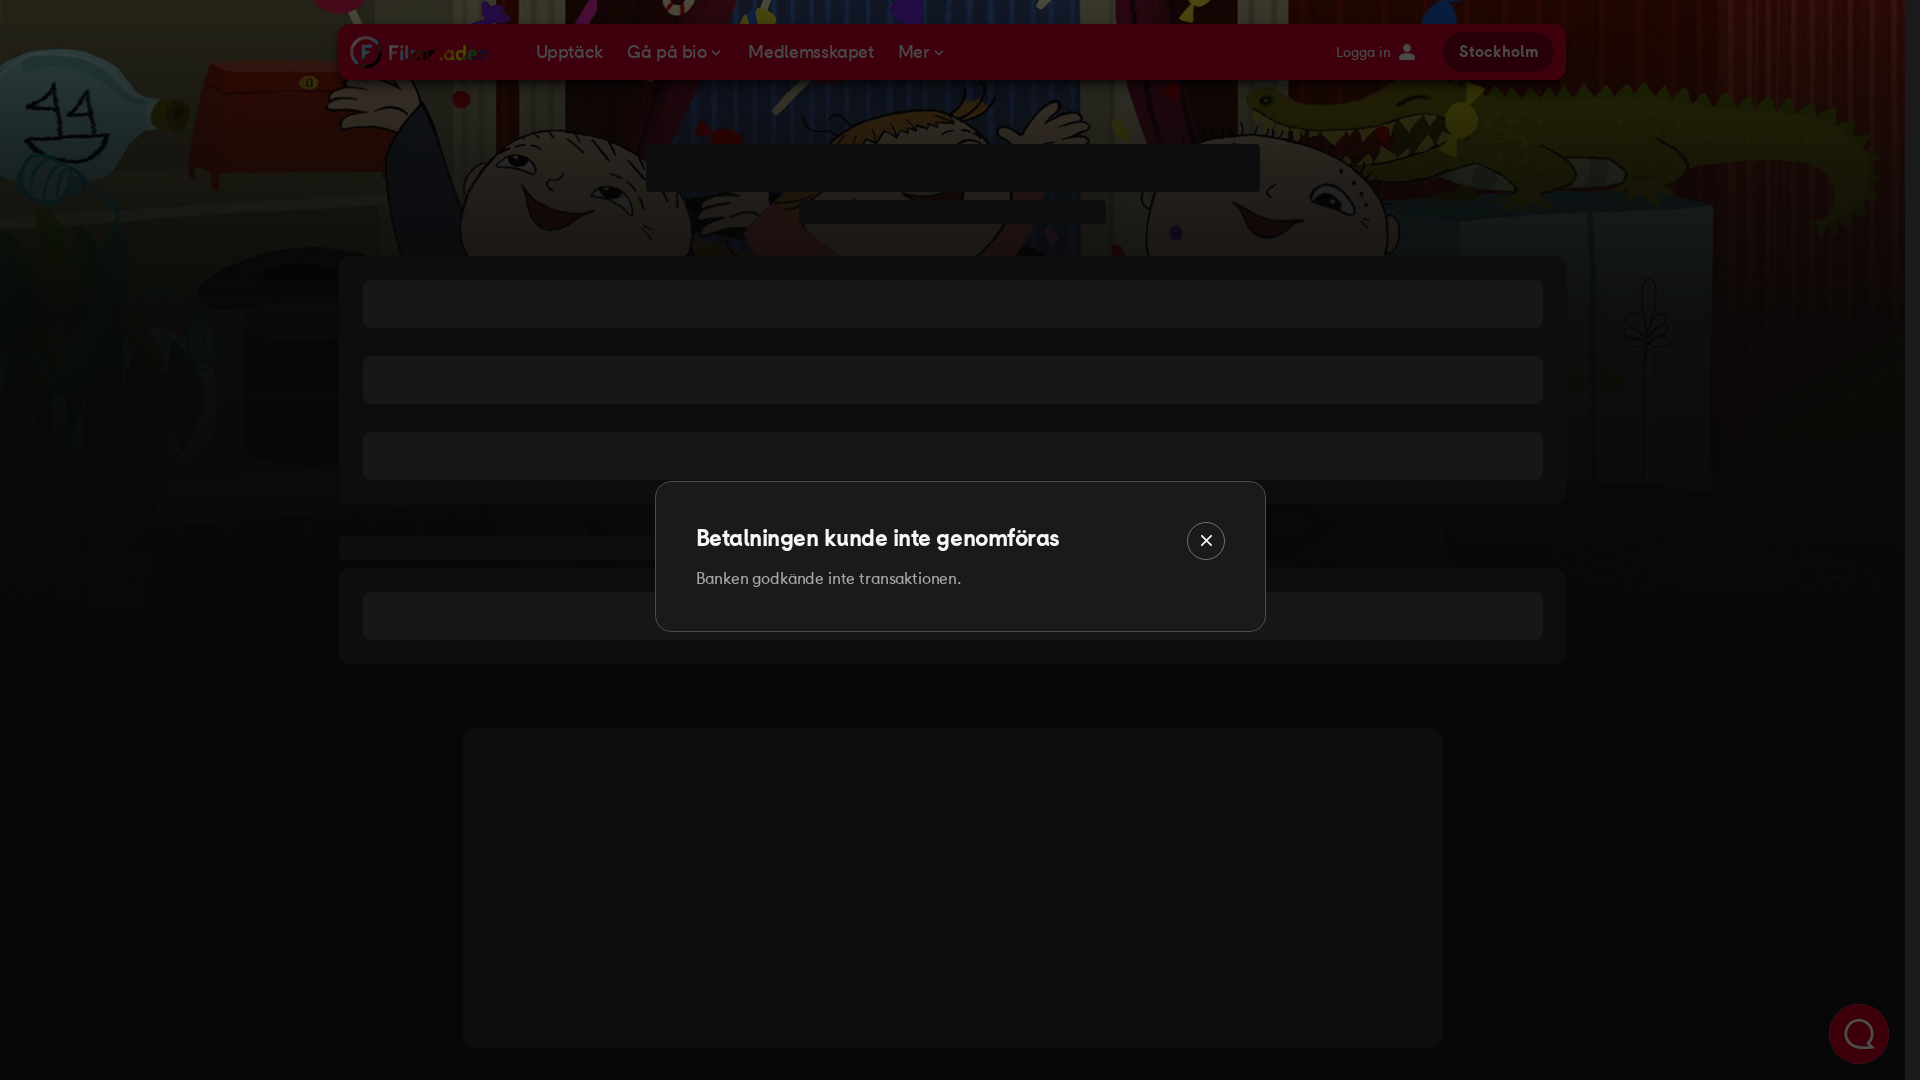 Filmstaden
Upptäck
Gå på bio
Medlemsskapet
Mer
Logga in
Stockholm
Betalningen kunde inte genomföras
Banken godkände inte transaktionen.